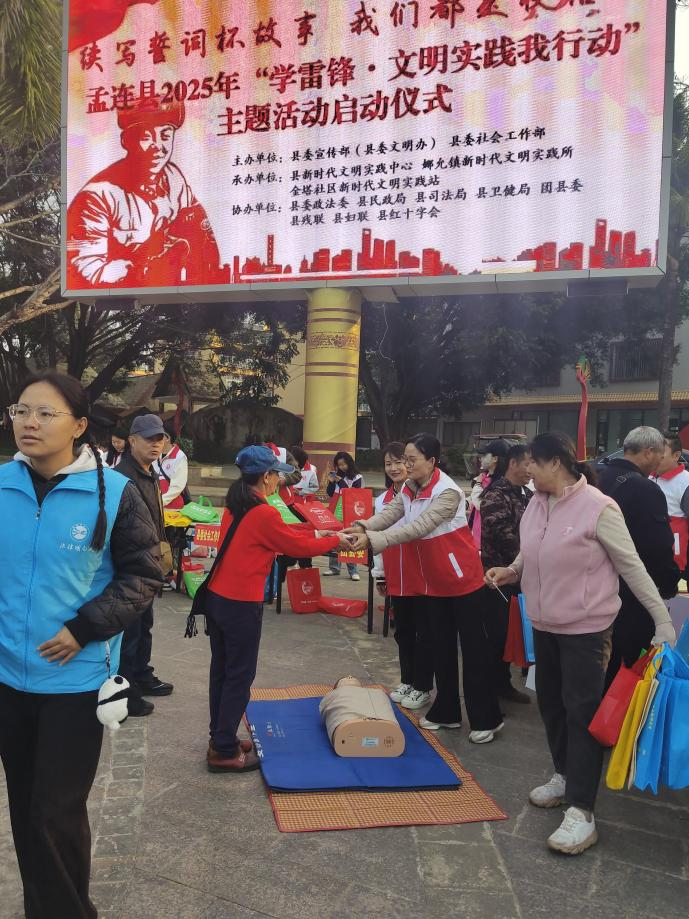 续写誓词杯故事 我们都是
孟连县2025年“学雷锋·文明实践我行动”
主题活动启动仪式
主办单位：县委宣传部（县委文明办） 县委社会工作部
承办单位：县新时代文明实践中心 娜允镇新时代文明实践所
金塔社区新时代文明实践站
协办单位：县委政法委 县民政局 县司法局 县卫健局 团县委
县残联 县妇联 县红十字会